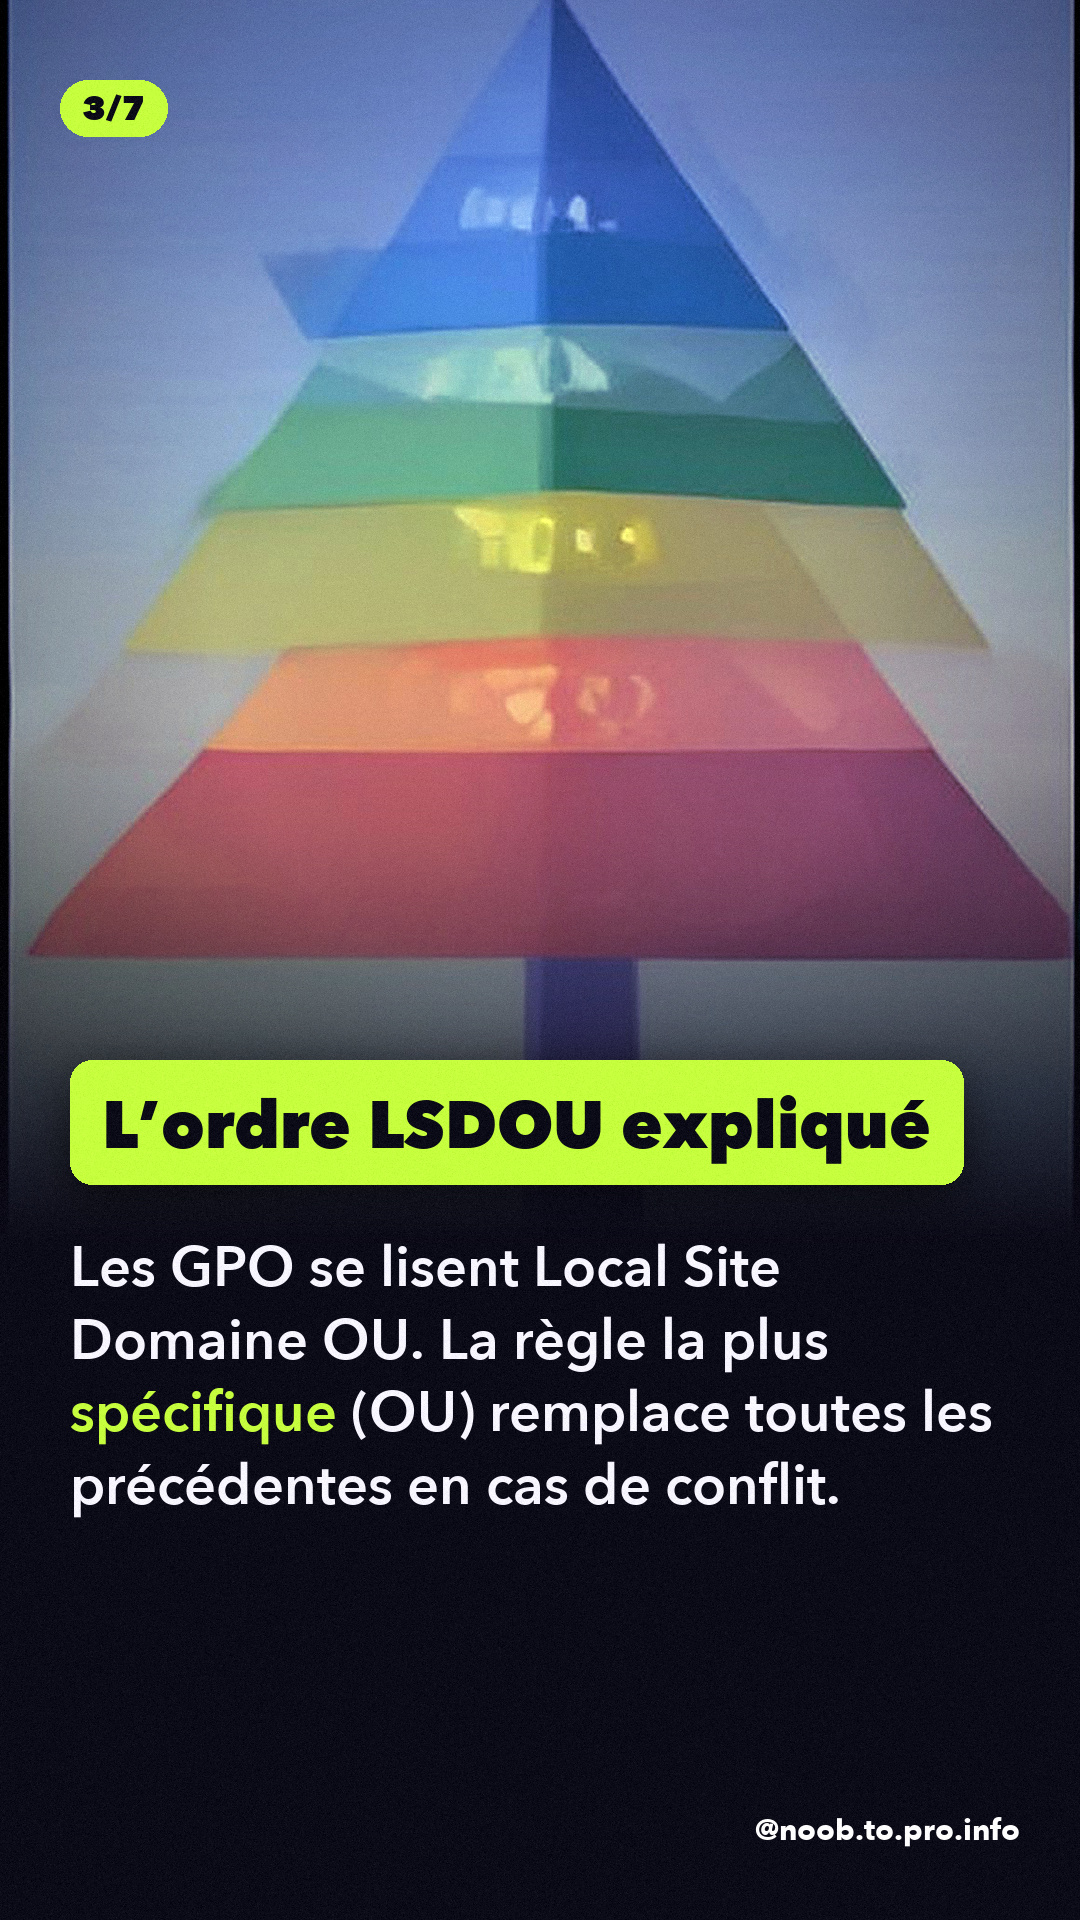 3/7
L’ordre LSDOU expliqué
Les GPO se lisent Local Site
Domaine OU. La règle la plus
spécifique (OU) remplace toutes les
précédentes en cas de conflit.
@noob.to.pro.info